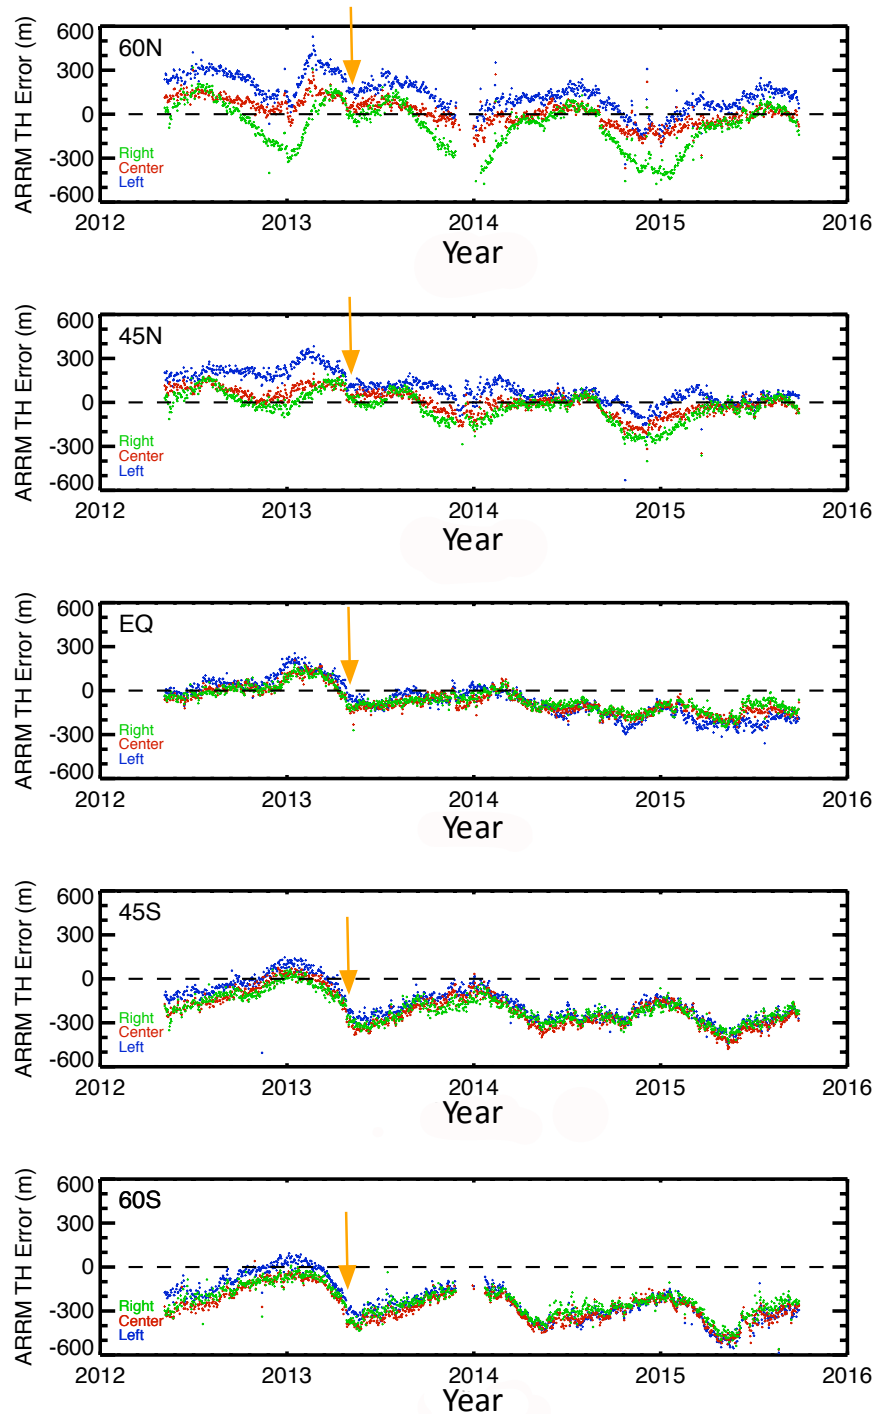 ARRM TH Error (m)
600
300
0
-300
-600
60N
Right
Center
Left
2012 2013 2014 2015 2016
Year
ARRM TH Error (m)
600
300
0
-300
-600
45N
Right
Center
Left
2012 2013 2014 2015 2016
Year
ARRM TH Error (m)
600
300
0
-300
-600
EQ
Right
Center
Left
2012 2013 2014 2015 2016
Year
ARRM TH Error (m)
600
300
0
-300
-600
45S
Right
Center
Left
2012 2013 2014 2015 2016
Year
ARRM TH Error (m)
600
300
0
-300
-600
60S
Right
Center
Left
2012 2013 2014 2015 2016
Year